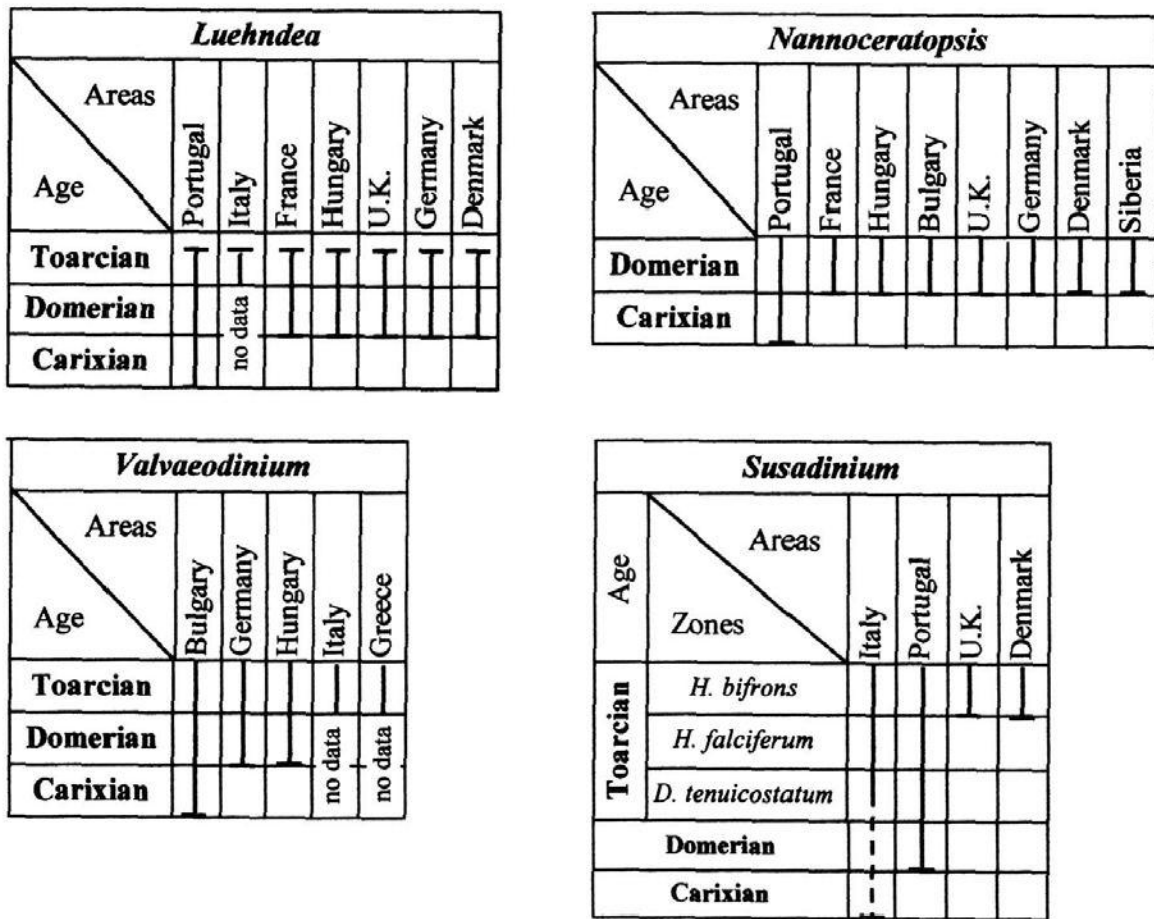 Luehndea
Areas
Age
Portugal
Italy
France
Hungary
U.K.
Germany
Denmark
Toarcian
Domerian
no data
Carixian
Nannoceratopsis
Areas
Age
Portugal
France
Hungary
Bulgary
U.K.
Germany
Denmark
Siberia
Domerian
Carixian
Valvaeodinium
Areas
Age
Bulgary
Germany
Hungary
Italy
Greece
Toarcian
Domerian
Carixian
no data
no data
Susadinium
Age
Areas
Zones
Italy
Portugal
U.K.
Denmark
Toarcian
H. bifrons
H. falciferum
D. tenuicostatum
Domerian
Carixian